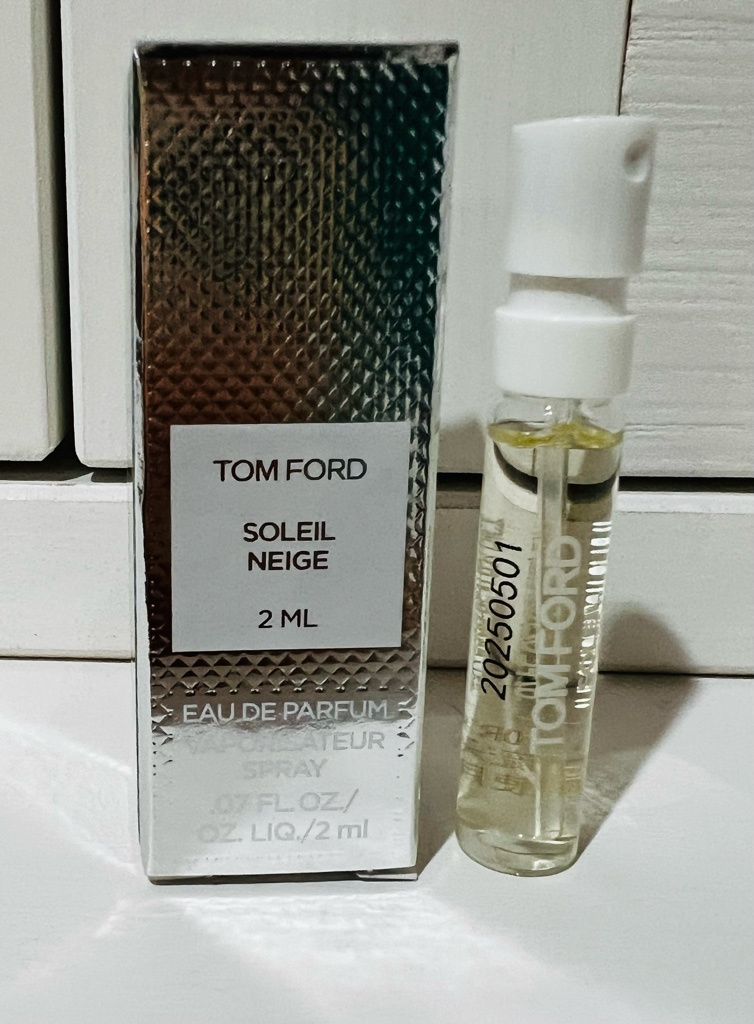 TOM FORD
SOLEIL
NEIGE
2 ML
EAU DE PARFUM
VAPORISATEUR
SPRAY
.07 FL. OZ./
OZ. LIQ./2 ml
20250501
TOM FORD